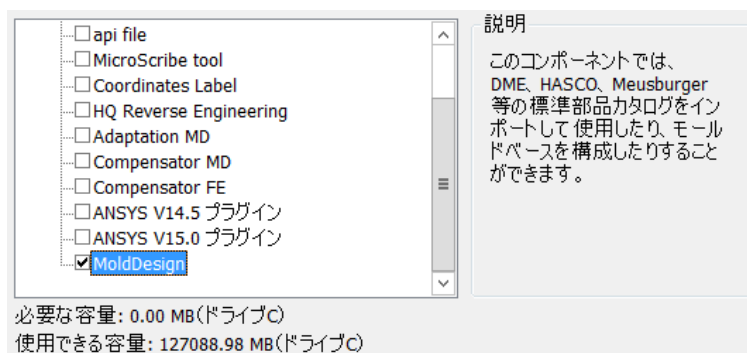 api file
MicroScribe tool
Coordinates Label
HQ Reverse Engineering
Adaptation MD
Compensator MD
Compensator FE
ANSYS V14.5 プラグイン
ANSYS V15.0 プラグイン
MoldDesign
必要な容量: 0.00 MB(ドライブC)
使用できる容量: 127088.98 MB(ドライブC)
説明
このコンポーネントでは、
DME、HASCO、Meusburger
等の標準部品カタログをイン
ポートして使用したり、モール
ドベースを構成したりすること
ができます。